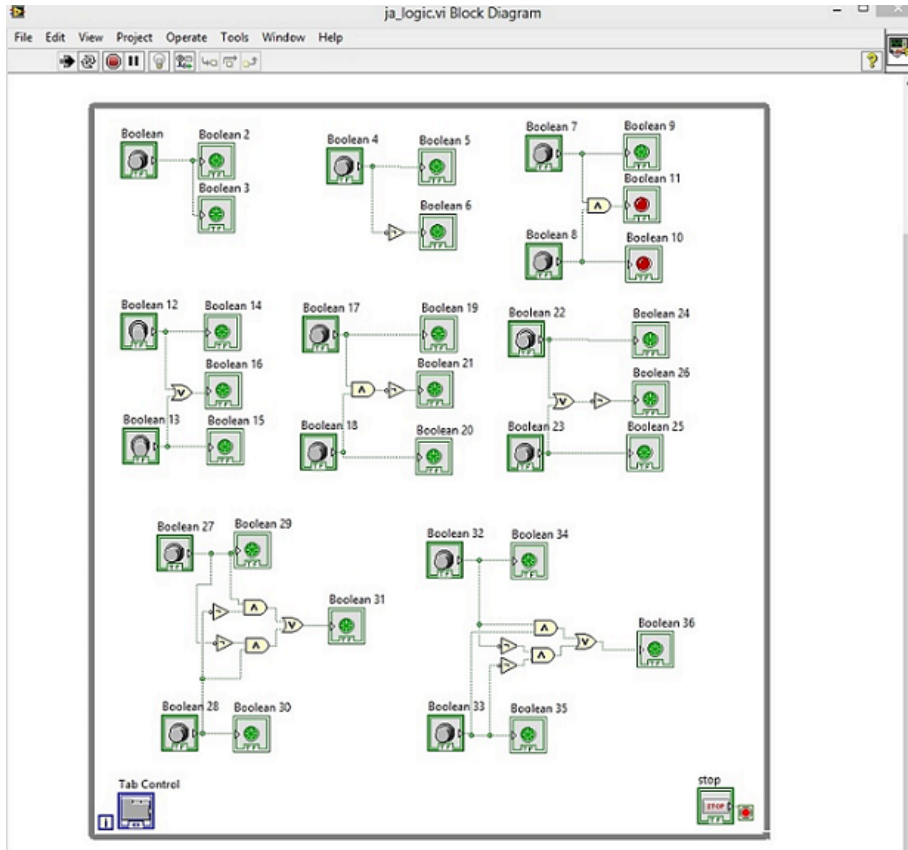 ja_logic.vi Block Diagram
File Edit View Project Operate Tools Window Help
?
Boolean
Boolean 2
Boolean 3
Boolean 4
Boolean 5
Boolean 6
Boolean 7
Boolean 9
Boolean 11
Boolean 8
Boolean 10
Boolean 12
Boolean 14
Boolean 16
Boolean 13
Boolean 15
Boolean 17
Boolean 19
Boolean 21
Boolean 18
Boolean 20
Boolean 22
Boolean 24
Boolean 26
Boolean 23
Boolean 25
Boolean 27
Boolean 29
Boolean 31
Boolean 28
Boolean 30
Boolean 32
Boolean 34
Boolean 36
Boolean 33
Boolean 35
Tab Control
i
stop
STOP
TF